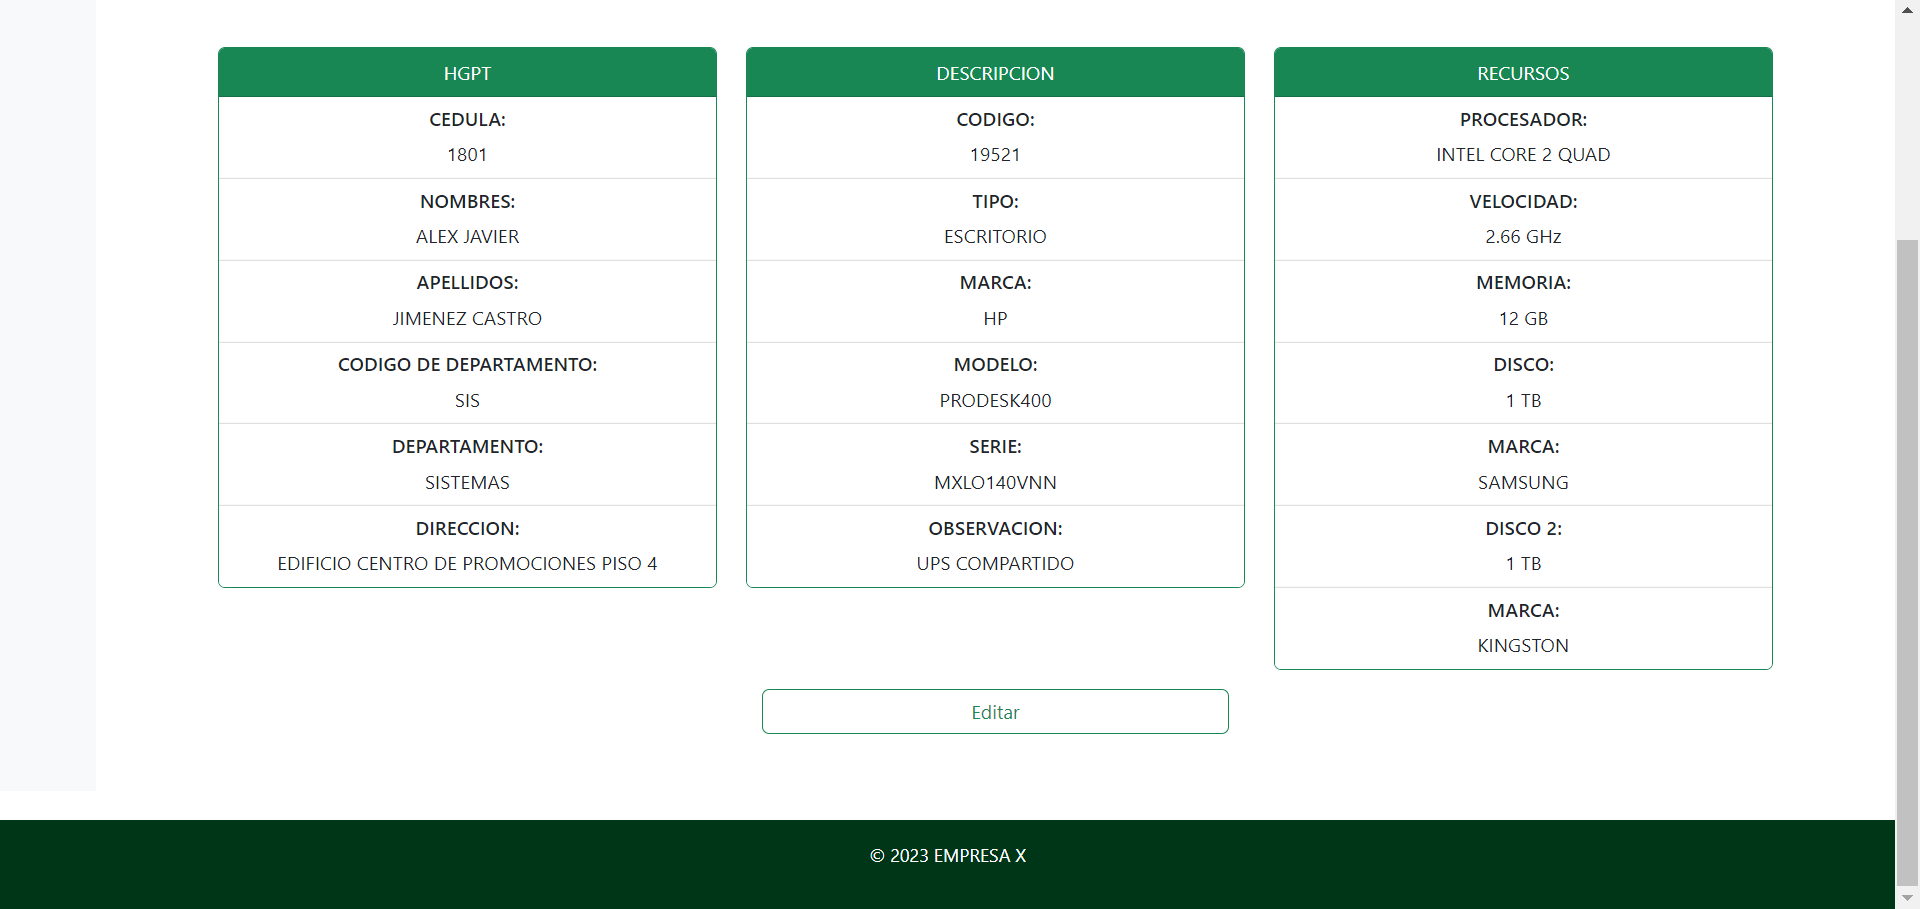 HGPT
CEDULA:
1801
NOMBRES:
ALEX JAVIER
APELLIDOS:
JIMENEZ CASTRO
CODIGO DE DEPARTAMENTO:
SIS
DEPARTAMENTO:
SISTEMAS
DIRECCION:
EDIFICIO CENTRO DE PROMOCIONES PISO 4
DESCRIPCION
CODIGO:
19521
TIPO:
ESCRITORIO
MARCA:
HP
MODELO:
PRODESK400
SERIE:
MXLO140VNN
OBSERVACION:
UPS COMPARTIDO
RECURSOS
PROCESADOR:
INTEL CORE 2 QUAD
VELOCIDAD:
2.66 GHz
MEMORIA:
12 GB
DISCO:
1 TB
MARCA:
SAMSUNG
DISCO 2:
1 TB
MARCA:
KINGSTON
Editar
© 2023 EMPRESA X